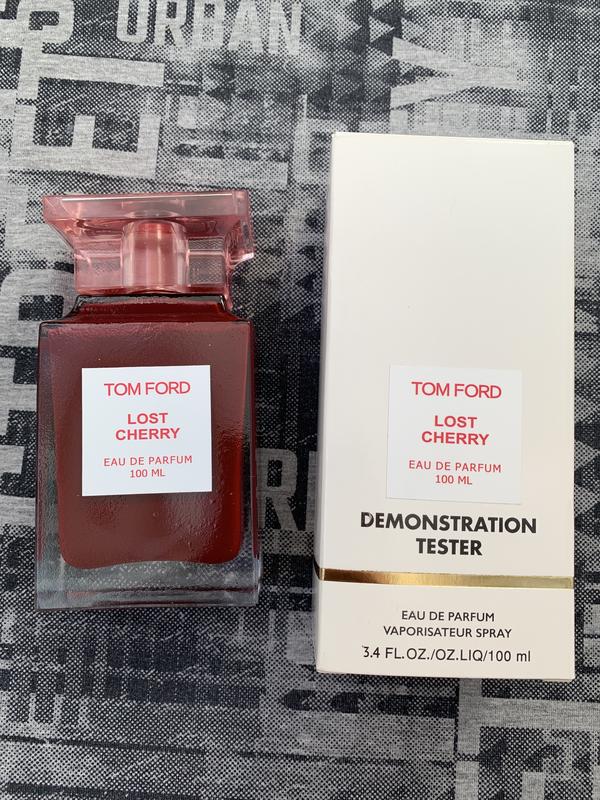 URBAN
TOM FORD
LOST
CHERRY
EAU DE PARFUM
100 ML
TOM FORD
LOST
CHERRY
EAU DE PARFUM
100 ML
DEMONSTRATION
TESTER
EAU DE PARFUM
VAPORISATEUR SPRAY
3.4 FL.OZ./OZ.LIQ/100 ml